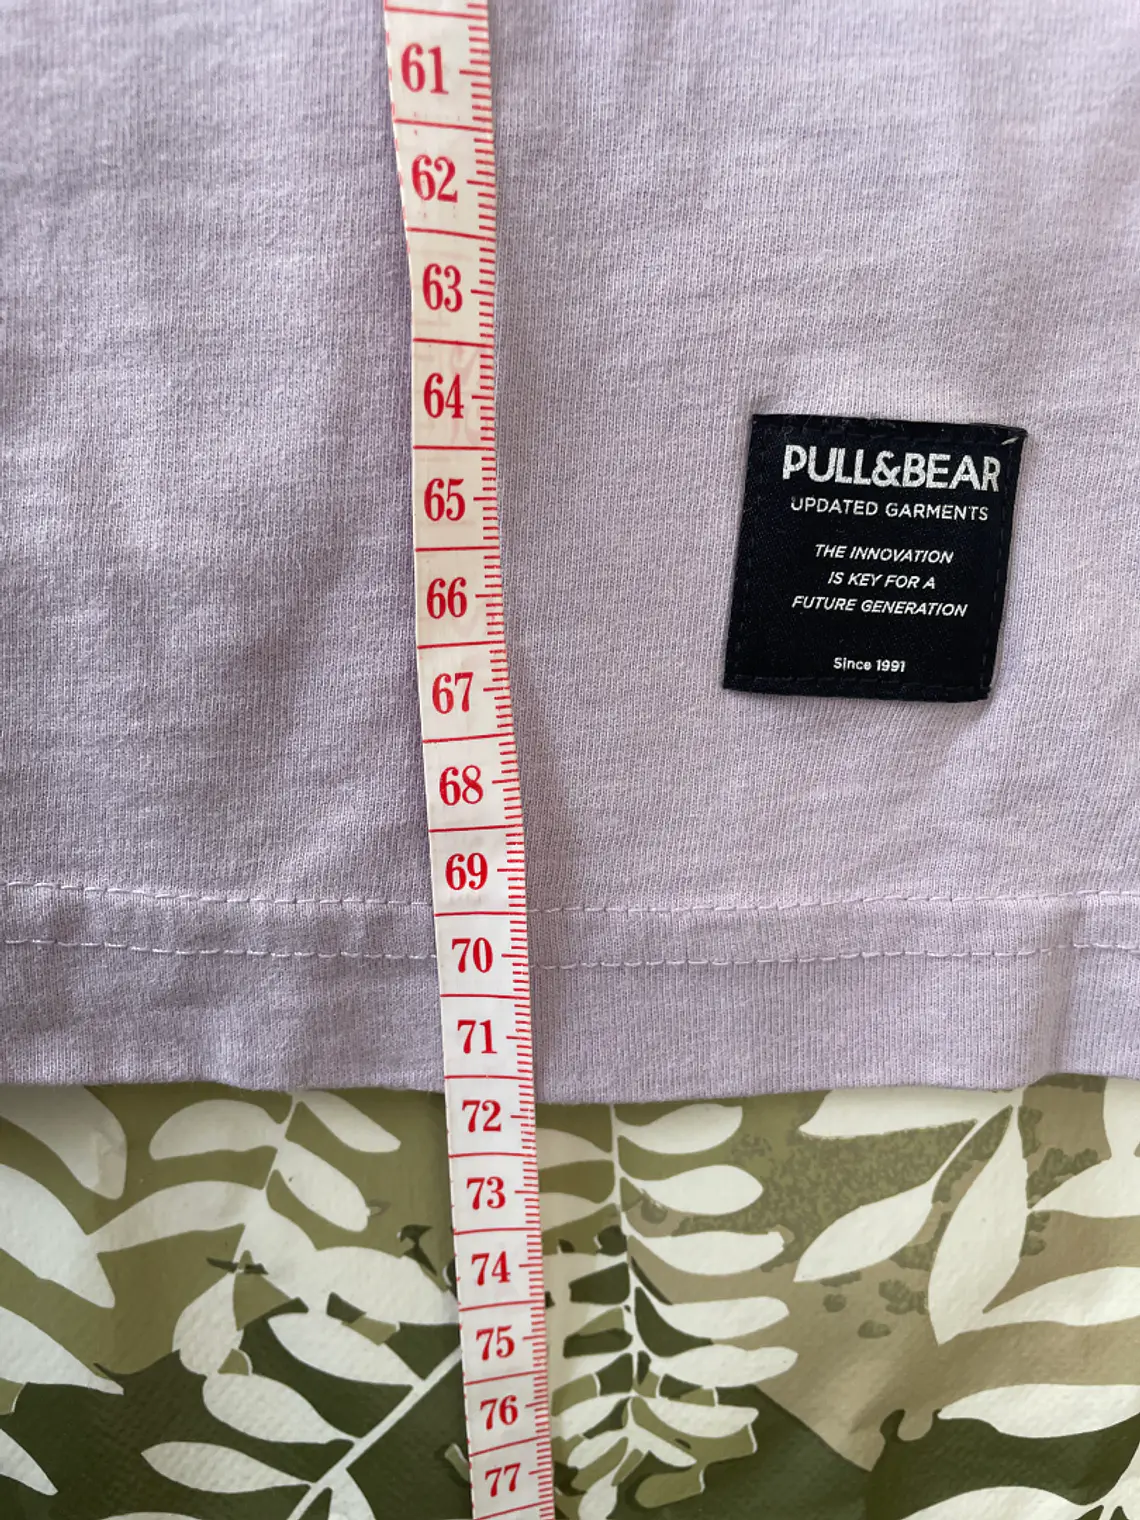 61
62
63
64
65
66
67
68
69
70
71
72
73
74
75
76
77
PULL&BEAR
UPDATED GARMENTS
THE INNOVATION
IS KEY FOR A
FUTURE GENERATION
Since 1991